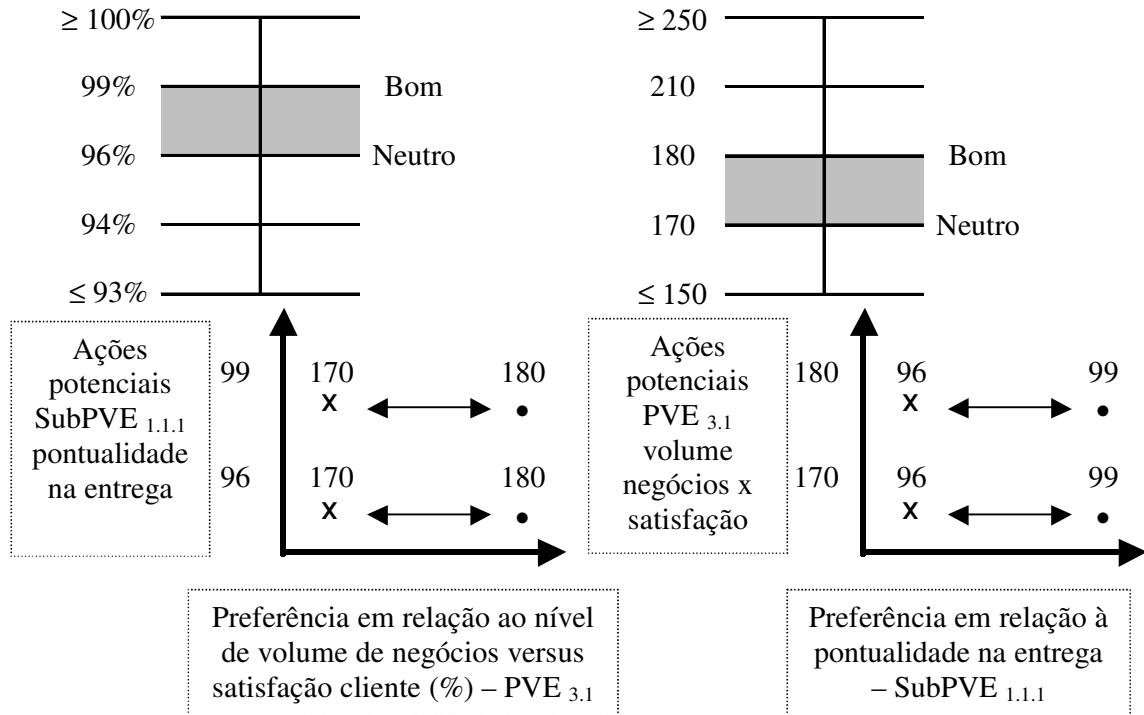 ≥ 100%
99%
Bom
96%
Neutro
94%
≤ 93%
≥ 250
210
180
Bom
170
Neutro
≤ 150
Ações
potenciais
SubPVE 1.1.1
pontualidade
na entrega
99
170
180
x
•
96
170
180
x
•
Preferência em relação ao nível
de volume de negócios versus
satisfação cliente (%) – PVE 3.1
Ações
potenciais
PVE 3.1
volume
negócios x
satisfação
180
96
99
x
•
170
96
99
x
•
Preferência em relação à
pontualidade na entrega
– SubPVE 1.1.1